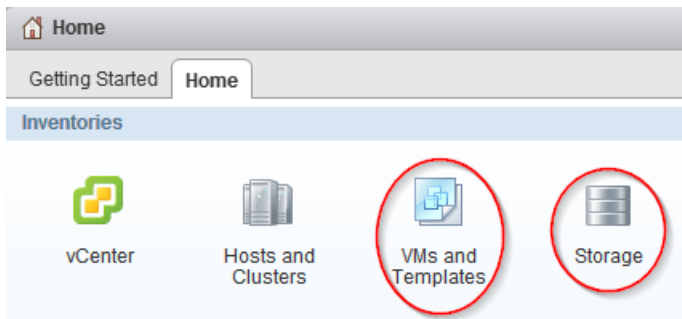 Home
Getting Started Home
Inventories
vCenter Hosts and Clusters VMs and Templates Storage